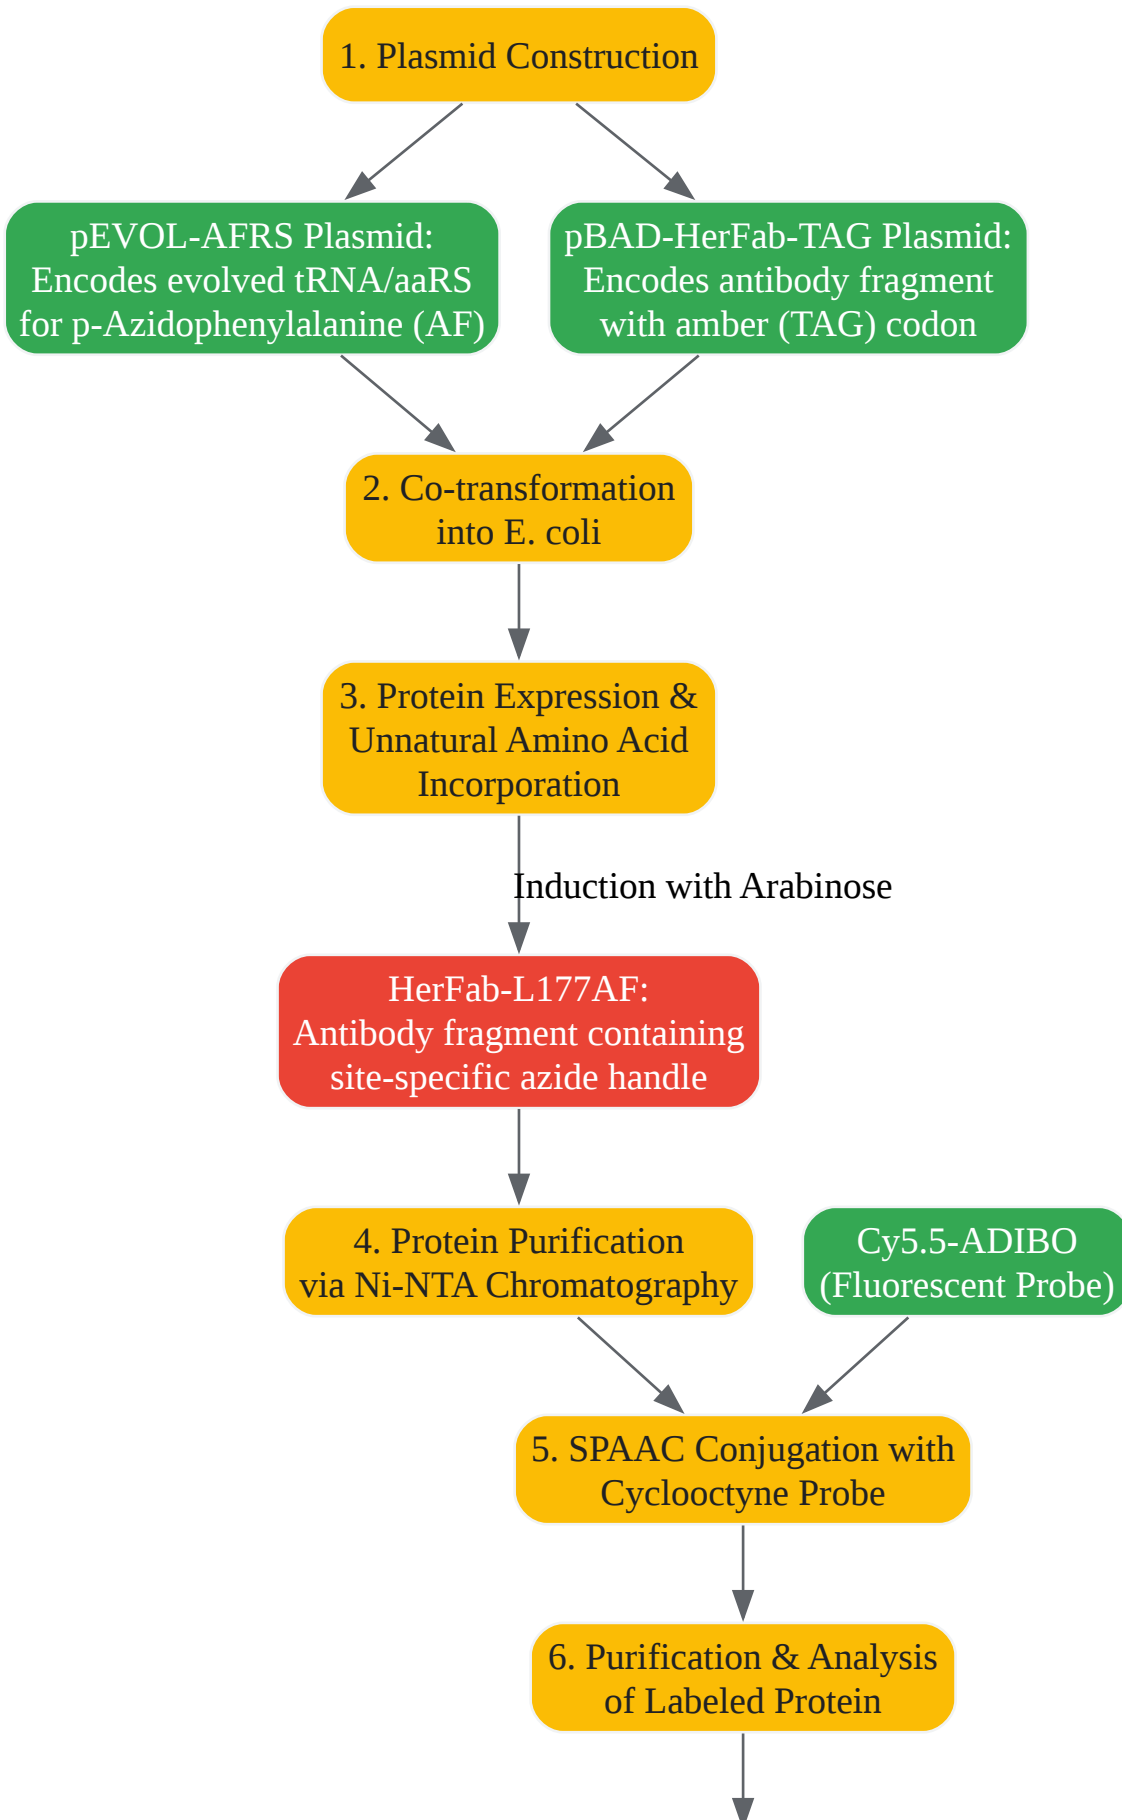 1. Plasmid Construction
pEVOL-AFRS Plasmid:
Encodes evolved tRNA/aaRS
for p-Azidophenylalanine (AF)
pBAD-HerFab-TAG Plasmid:
Encodes antibody fragment
with amber (TAG) codon
2. Co-transformation
into E. coli
3. Protein Expression &
Unnatural Amino Acid
Incorporation
Induction with Arabinose
HerFab-L177AF:
Antibody fragment containing
site-specific azide handle
4. Protein Purification
via Ni-NTA Chromatography
Cy5.5-ADIBO
(Fluorescent Probe)
5. SPAAC Conjugation with
Cyclooctyne Probe
6. Purification & Analysis
of Labeled Protein